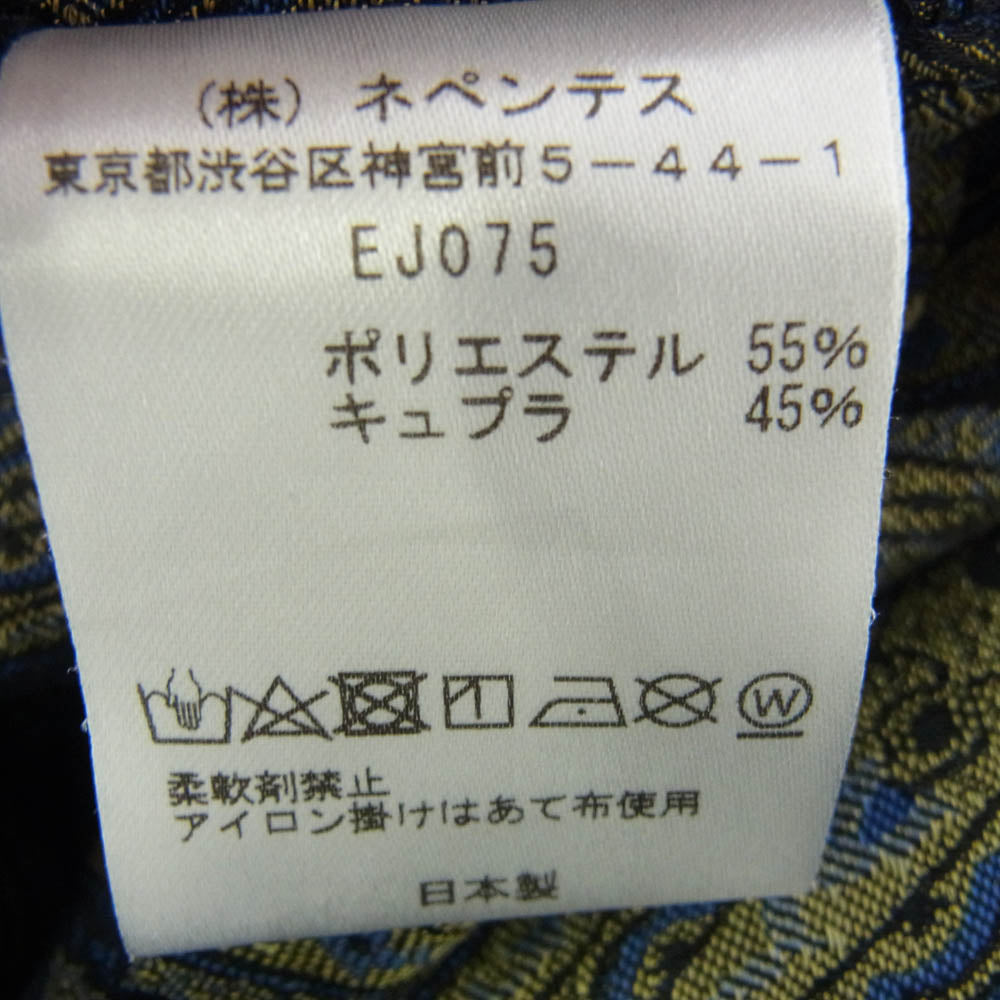 (株) ネペンテス
東京都渋谷区神宮前5-44-1
EJ075
ポリエステル 55%
キュプラ 45%
W
柔軟剤禁止
アイロン掛けはあて布使用
日本製